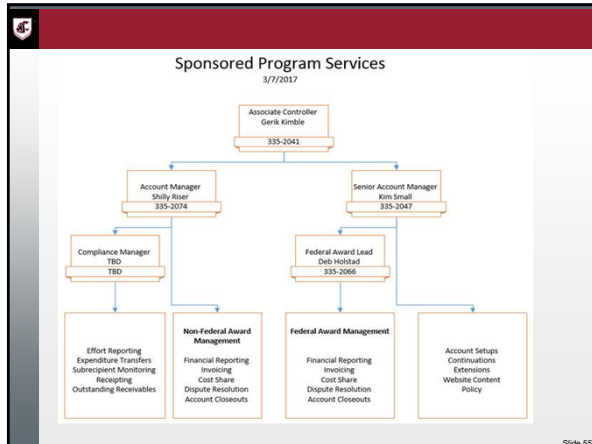 Sponsored Program Services
3/7/2017
Associate Controller
Gerik Kimble
335-2041
Account Manager
Shilly Riser
335-2074
Senior Account Manager
Kim Small
335-2047
Compliance Manager
TBD
TBD
Federal Award Lead
Deb Holstad
335-2066
Effort Reporting
Expenditure Transfers
Subrecipient Monitoring
Receipting
Outstanding Receivables
Non-Federal Award
Management
Financial Reporting
Invoicing
Cost Share
Dispute Resolution
Account Closeouts
Federal Award Management
Financial Reporting
Invoicing
Cost Share
Dispute Resolution
Account Closeouts
Account Setups
Continuations
Extensions
Website Content
Policy
Slide 55